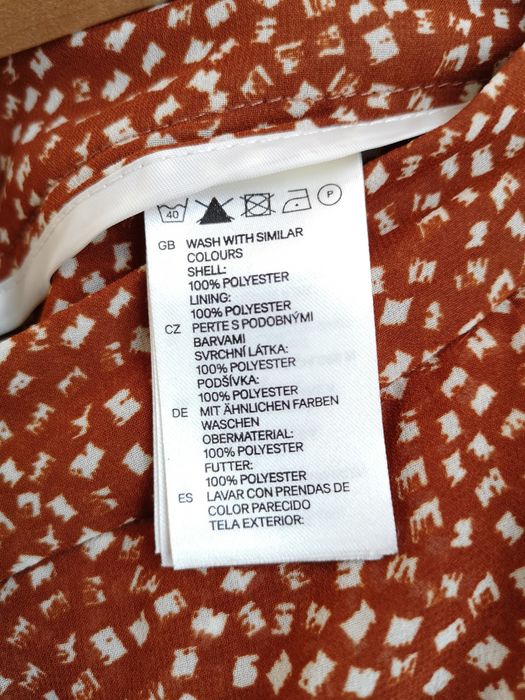 40
P
GB WASH WITH SIMILAR
COLOURS
SHELL:
100% POLYESTER
LINING:
100% POLYESTER
CZ PERTE S PODOBNÝMI
BARVAMI
SVRCHNÍ LÁTKA:
100% POLYESTER
PODŠÍVKA:
100% POLYESTER
DE MIT ÄHNLICHEN FARBEN
WASCHEN
OBERMATERIAL:
100% POLYESTER
FUTTER:
100% POLYESTER
ES LAVAR CON PRENDAS DE
COLOR PARECIDO
TELA EXTERIOR: